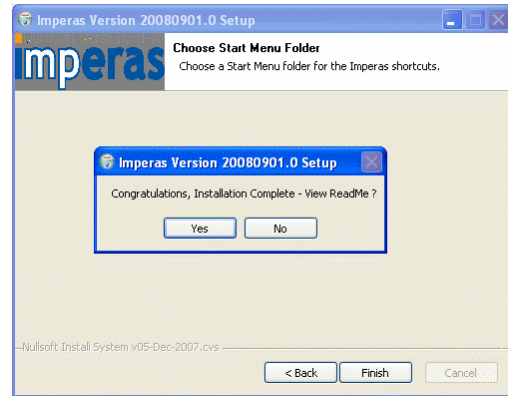 Imperas Version 20080901.0 Setup
imperas
Choose Start Menu Folder
Choose a Start Menu folder for the Imperas shortcuts.
Imperas Version 20080901.0 Setup
Congratulations, Installation Complete - View ReadMe ?
Yes No
Nullsoft Install System v05-Dec-2007.cvs
< Back Finish Cancel